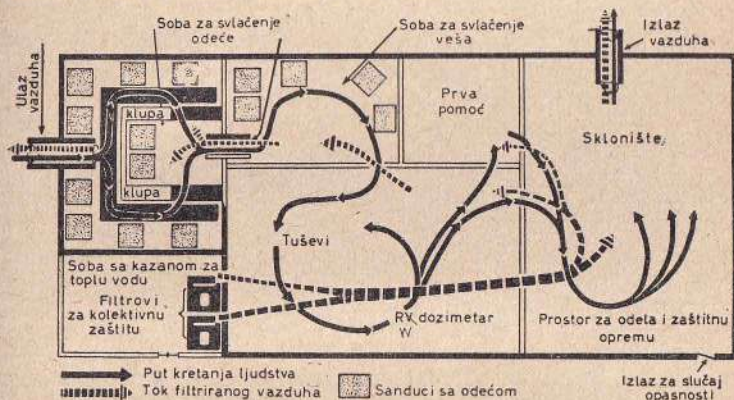 Soba za svlačenje
odeće
Soba za svlačenje
veša
Izlaz
vazduha
Ulaz
vazduha
klupa
klupa
Prva
pomoć
Sklonište
Tuševi
Soba sa kazanom za
toplu vodu
Filtrovi
za kolektivnu
zaštitu
RV dozimetar
W
Prostor za odela i zaštitnu
opremu
Put kretanja ljudstva
Tok filtriranog vazduha
Sanduci sa odećom
Izlaz za slučaj
opasnosti